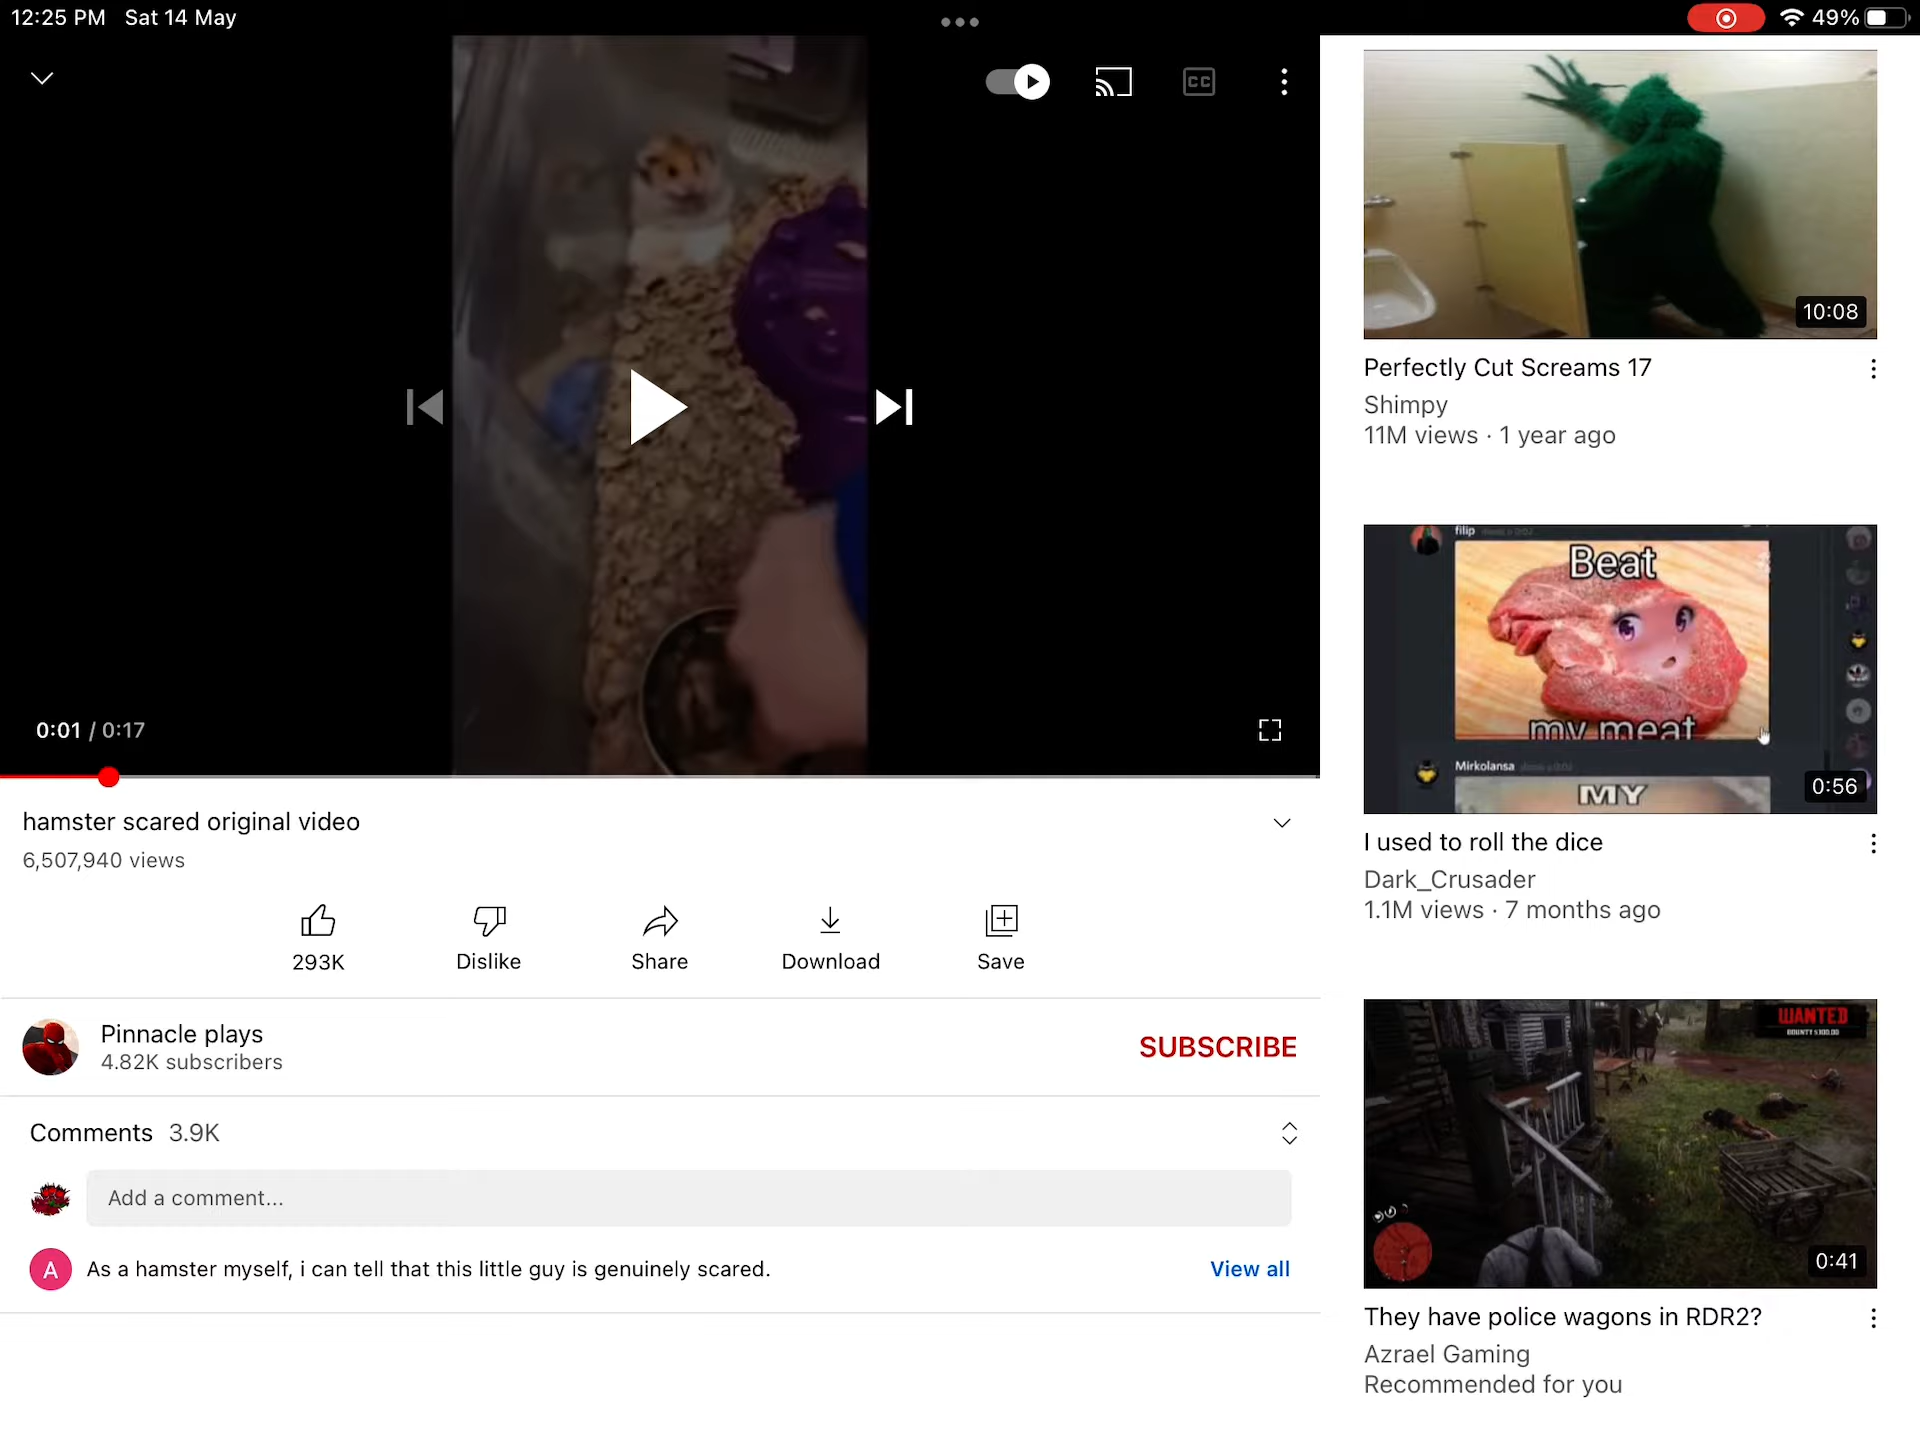 12:25 PM Sat 14 May
49%
CC
0:01 / 0:17
hamster scared original video
6,507,940 views
293K
Dislike
Share
Download
Save
Pinnacle plays
4.82K subscribers
SUBSCRIBE
Comments 3.9K
Add a comment...
A
As a hamster myself, i can tell that this little guy is genuinely scared.
View all
10:08
Perfectly Cut Screams 17
Shimpy
11M views · 1 year ago
filip
Beat
my meat
Mirkolansa
MY
0:56
I used to roll the dice
Dark_Crusader
1.1M views · 7 months ago
WANTED
BOUNTY $300.00
0:41
They have police wagons in RDR2?
Azrael Gaming
Recommended for you